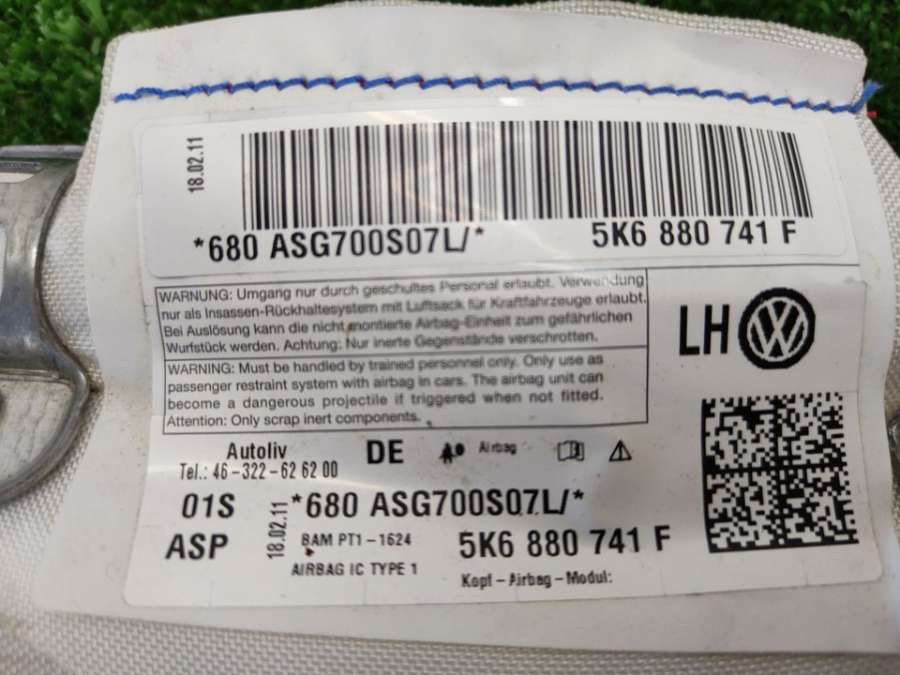 18.02.11
*680 ASG700S07L/*
5K6 880 741 F
WARNUNG: Umgang nur durch geschultes Personal erlaubt. Verwendung
nur als Insassen-Rückhaltesystem mit Luftsack für Kraftfahrzeuge erlaubt.
Bei Auslösung kann die nicht montierte Airbag-Einheit zum gefährlichen
Wurfstück werden. Achtung: Nur inerte Gegenstände verschrotten.
LH
WARNING: Must be handled by trained personnel only. Only use as
passenger restraint system with airbag in cars. The airbag unit can
become a dangerous projectile if triggered when not fitted.
Attention: Only scrap inert components.
Autoliv
DE
Airbag
Tel.: 46-322-62 62 00
01S
*680 ASG700S07L/*
ASP
18.02.11
BAM PT1-1624
5K6 880 741 F
AIRBAG IC TYPE 1
Kopf-Airbag-Modul: